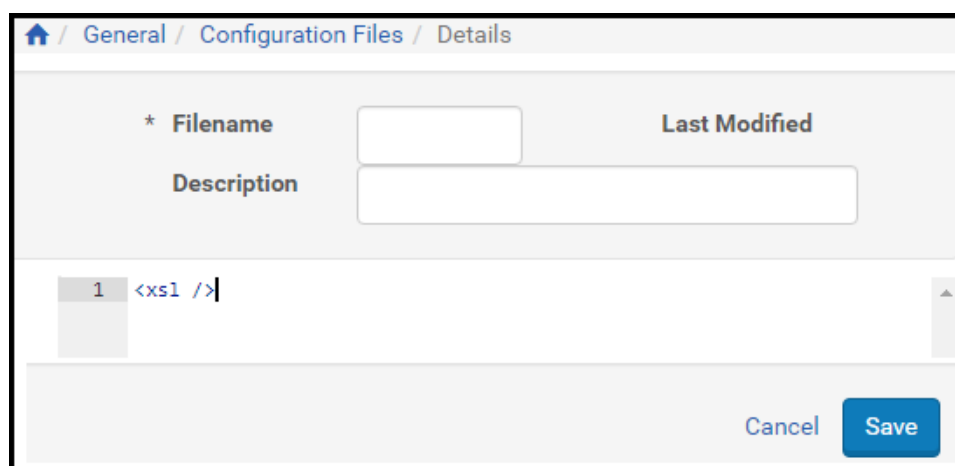 / General / Configuration Files / Details
* Filename Last Modified
Description
1 <xsl />
Cancel Save